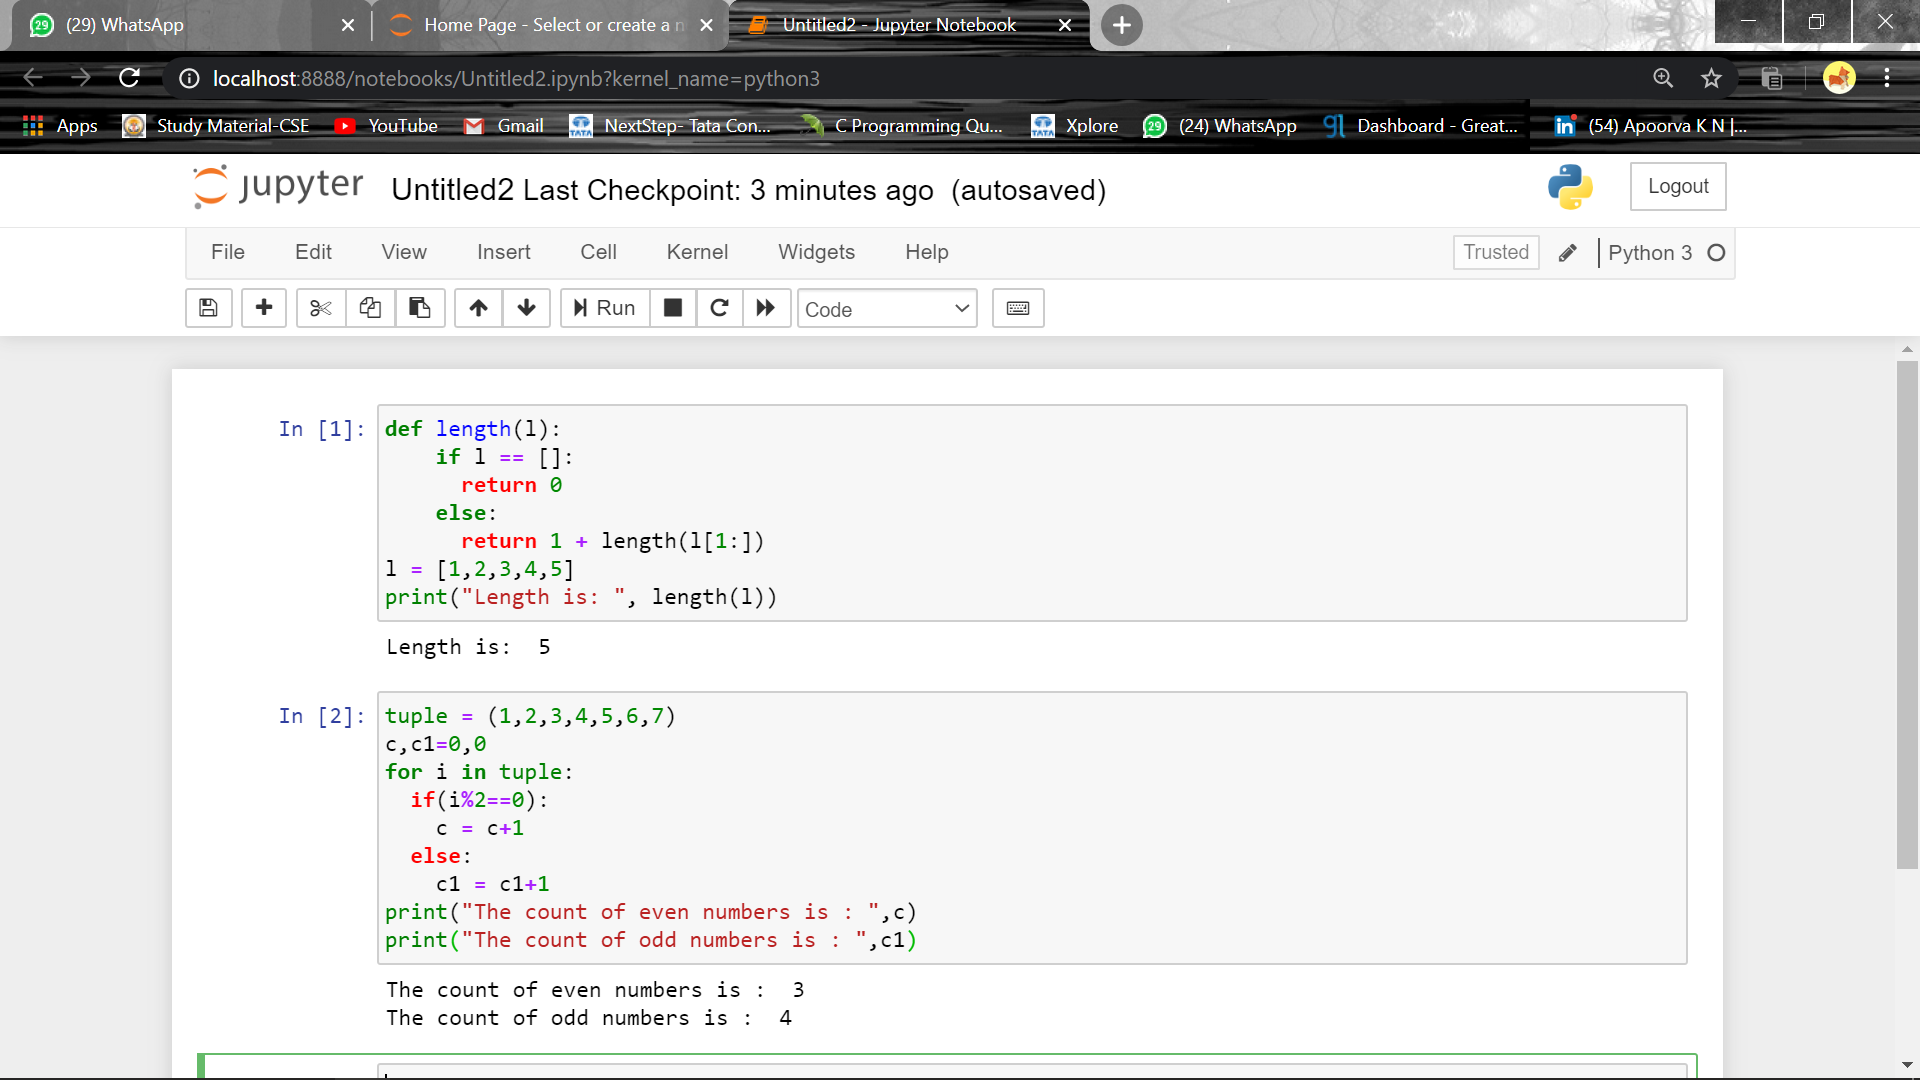 (29) WhatsApp
Home Page - Select or create a n
Untitled2 - Jupyter Notebook
localhost:8888/notebooks/Untitled2.ipynb?kernel_name=python3
Apps Study Material-CSE YouTube Gmail NextStep- Tata Con... C Programming Qu... Xplore (24) WhatsApp Dashboard - Great... (54) Apoorva K N |...
jupyter Untitled2 Last Checkpoint: 3 minutes ago (autosaved) Logout
File Edit View Insert Cell Kernel Widgets Help Trusted Python 3
Run Code
In [1]: def length(l):
    if l == []:
      return 0
    else:
      return 1 + length(l[1:])
l = [1,2,3,4,5]
print("Length is: ", length(l))
Length is:  5
In [2]: tuple = (1,2,3,4,5,6,7)
c,c1=0,0
for i in tuple:
  if(i%2==0):
    c = c+1
  else:
    c1 = c1+1
print("The count of even numbers is : ",c)
print("The count of odd numbers is : ",c1)
The count of even numbers is :  3
The count of odd numbers is :  4